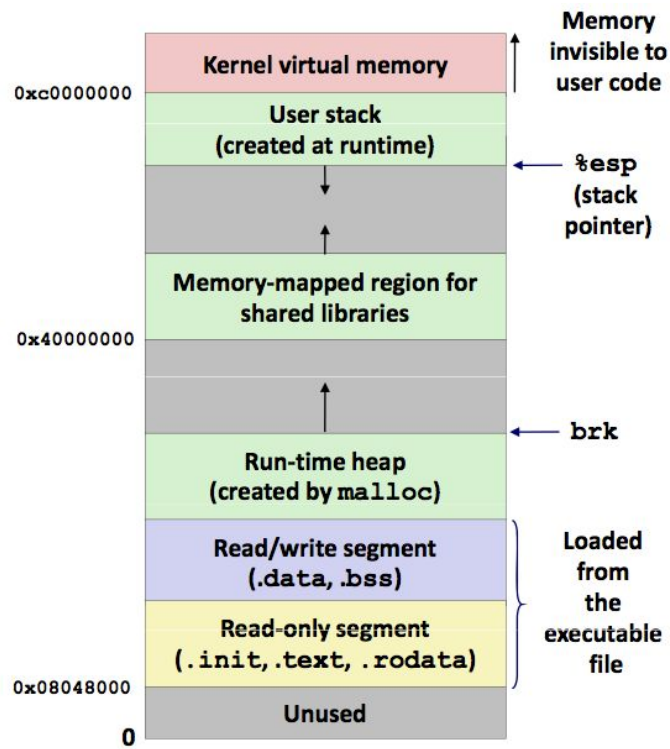 Kernel virtual memory
Memory
invisible to
user code
0xc0000000
User stack
(created at runtime)
%esp
(stack
pointer)
Memory-mapped region for
shared libraries
0x40000000
brk
Run-time heap
(created by malloc)
Read/write segment
(.data, .bss)
Loaded
from
the
executable
file
Read-only segment
(.init, .text, .rodata)
0x08048000
Unused
0